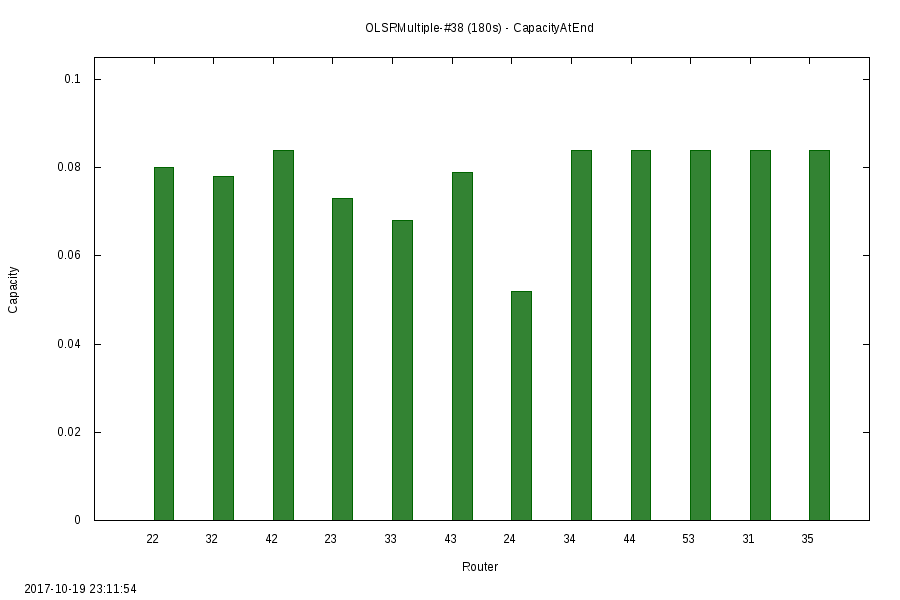 OLSRMultiple-#38 (180s) - CapacityAtEnd
0.1
0.08
0.06
0.04
0.02
0
Capacity
22 32 42 23 33 43 24 34 44 53 31 35
Router
2017-10-19 23:11:54